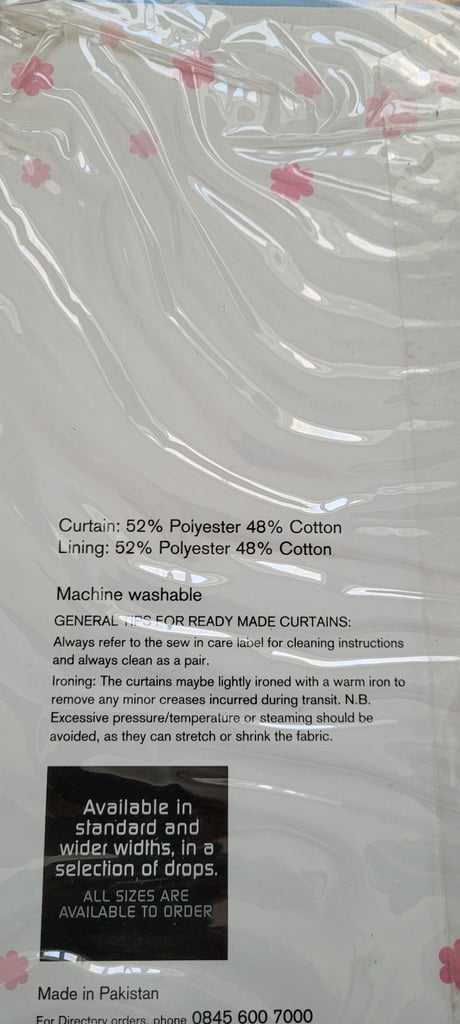 Curtain: 52% Polyester 48% Cotton
Lining: 52% Polyester 48% Cotton
Machine washable
GENERAL TIPS FOR READY MADE CURTAINS:
Always refer to the sew in care label for cleaning instructions
and always clean as a pair.
Ironing: The curtains maybe lightly ironed with a warm iron to
remove any minor creases incurred during transit. N.B.
Excessive pressure/temperature or steaming should be
avoided, as they can stretch or shrink the fabric.
Available in
standard and
wider widths, in a
selection of drops.
ALL SIZES ARE
AVAILABLE TO ORDER
Made in Pakistan
For Directory orders, phone 0845 600 7000